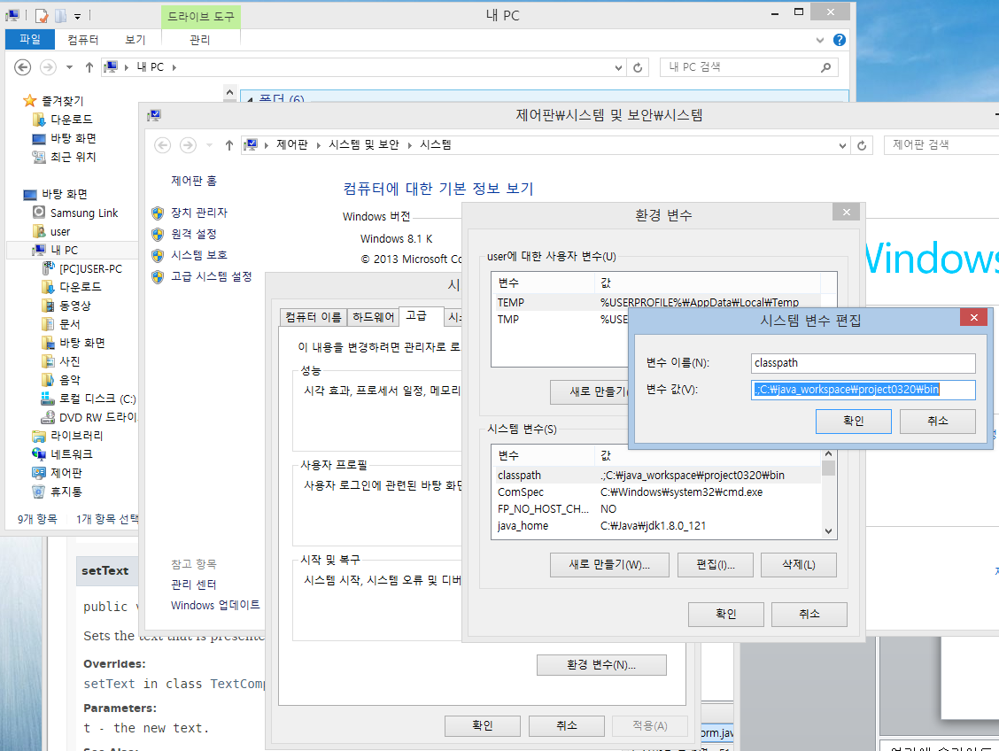 드라이브 도구
내 PC
파일
컴퓨터
보기
관리
내 PC
내 PC 검색
즐겨찾기
다운로드
바탕 화면
최근 위치
바탕 화면
Samsung Link
user
내 PC
[PC]USER-PC
다운로드
동영상
문서
바탕 화면
사진
음악
로컬 디스크 (C:)
DVD RW 드라이
라이브러리
네트워크
제어판
휴지통
9개 항목
1개 항목 선택
폴더 (6)
제어판₩시스템 및 보안₩시스템
제어판
시스템 및 보안
시스템
제어판 검색
제어판 홈
장치 관리자
원격 설정
시스템 보호
고급 시스템 설정
참고 항목
관리 센터
Windows 업데이트
컴퓨터에 대한 기본 정보 보기
Windows 버전
Windows 8.1 K
© 2013 Microsoft Co
Windows
시
컴퓨터 이름
하드웨어
고급
시
이 내용을 변경하려면 관리자로 로
성능
시각 효과, 프로세서 일정, 메모리
사용자 프로필
사용자 로그인에 관련된 바탕 화면
시작 및 복구
시스템 시작, 시스템 오류 및 디버
환경 변수(N)...
확인
취소
적용(A)
환경 변수
user에 대한 사용자 변수(U)
변수
값
TEMP
%USERPROFILE%₩AppData₩Local₩Temp
TMP
%USE
새로 만들기(
시스템 변수(S)
변수
값
classpath
.;C:₩java_workspace₩project0320₩bin
ComSpec
C:₩Windows₩system32₩cmd.exe
FP_NO_HOST_CH...
NO
java_home
C:₩Java₩jdk1.8.0_121
새로 만들기(W)...
편집(I)...
삭제(L)
확인
취소
시스템 변수 편집
변수 이름(N):
classpath
변수 값(V):
.;C:₩java_workspace₩project0320₩bin
확인
취소
setText
public v
Sets the text that is presente
Overrides:
setText in class TextComp
Parameters:
t - the new text.
orm.jav